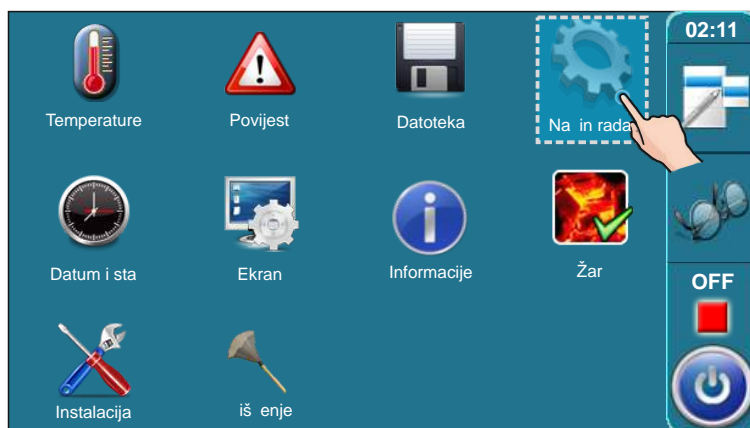 02:11
Temperature
Povijest
Datoteka
Na in rada
Datum i sta
Ekran
Informacije
Žar
OFF
Instalacija
iš enje